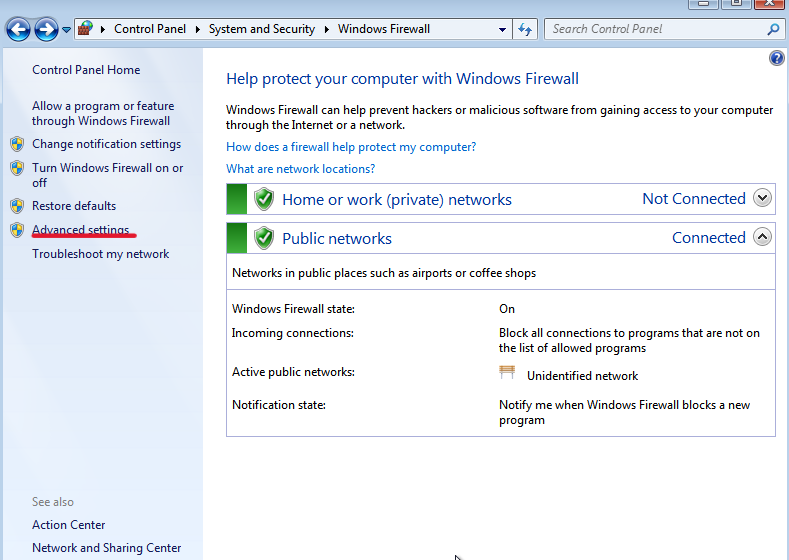 Control Panel ▸ System and Security ▸ Windows Firewall
Search Control Panel
Control Panel Home
Allow a program or feature
through Windows Firewall
Change notification settings
Turn Windows Firewall on or
off
Restore defaults
Advanced settings
Troubleshoot my network
See also
Action Center
Network and Sharing Center
Help protect your computer with Windows Firewall
Windows Firewall can help prevent hackers or malicious software from gaining access to your computer
through the Internet or a network.
How does a firewall help protect my computer?
What are network locations?
Home or work (private) networks Not Connected
Public networks Connected
Networks in public places such as airports or coffee shops
Windows Firewall state: On
Incoming connections: Block all connections to programs that are not on
the list of allowed programs
Active public networks: Unidentified network
Notification state: Notify me when Windows Firewall blocks a new
program